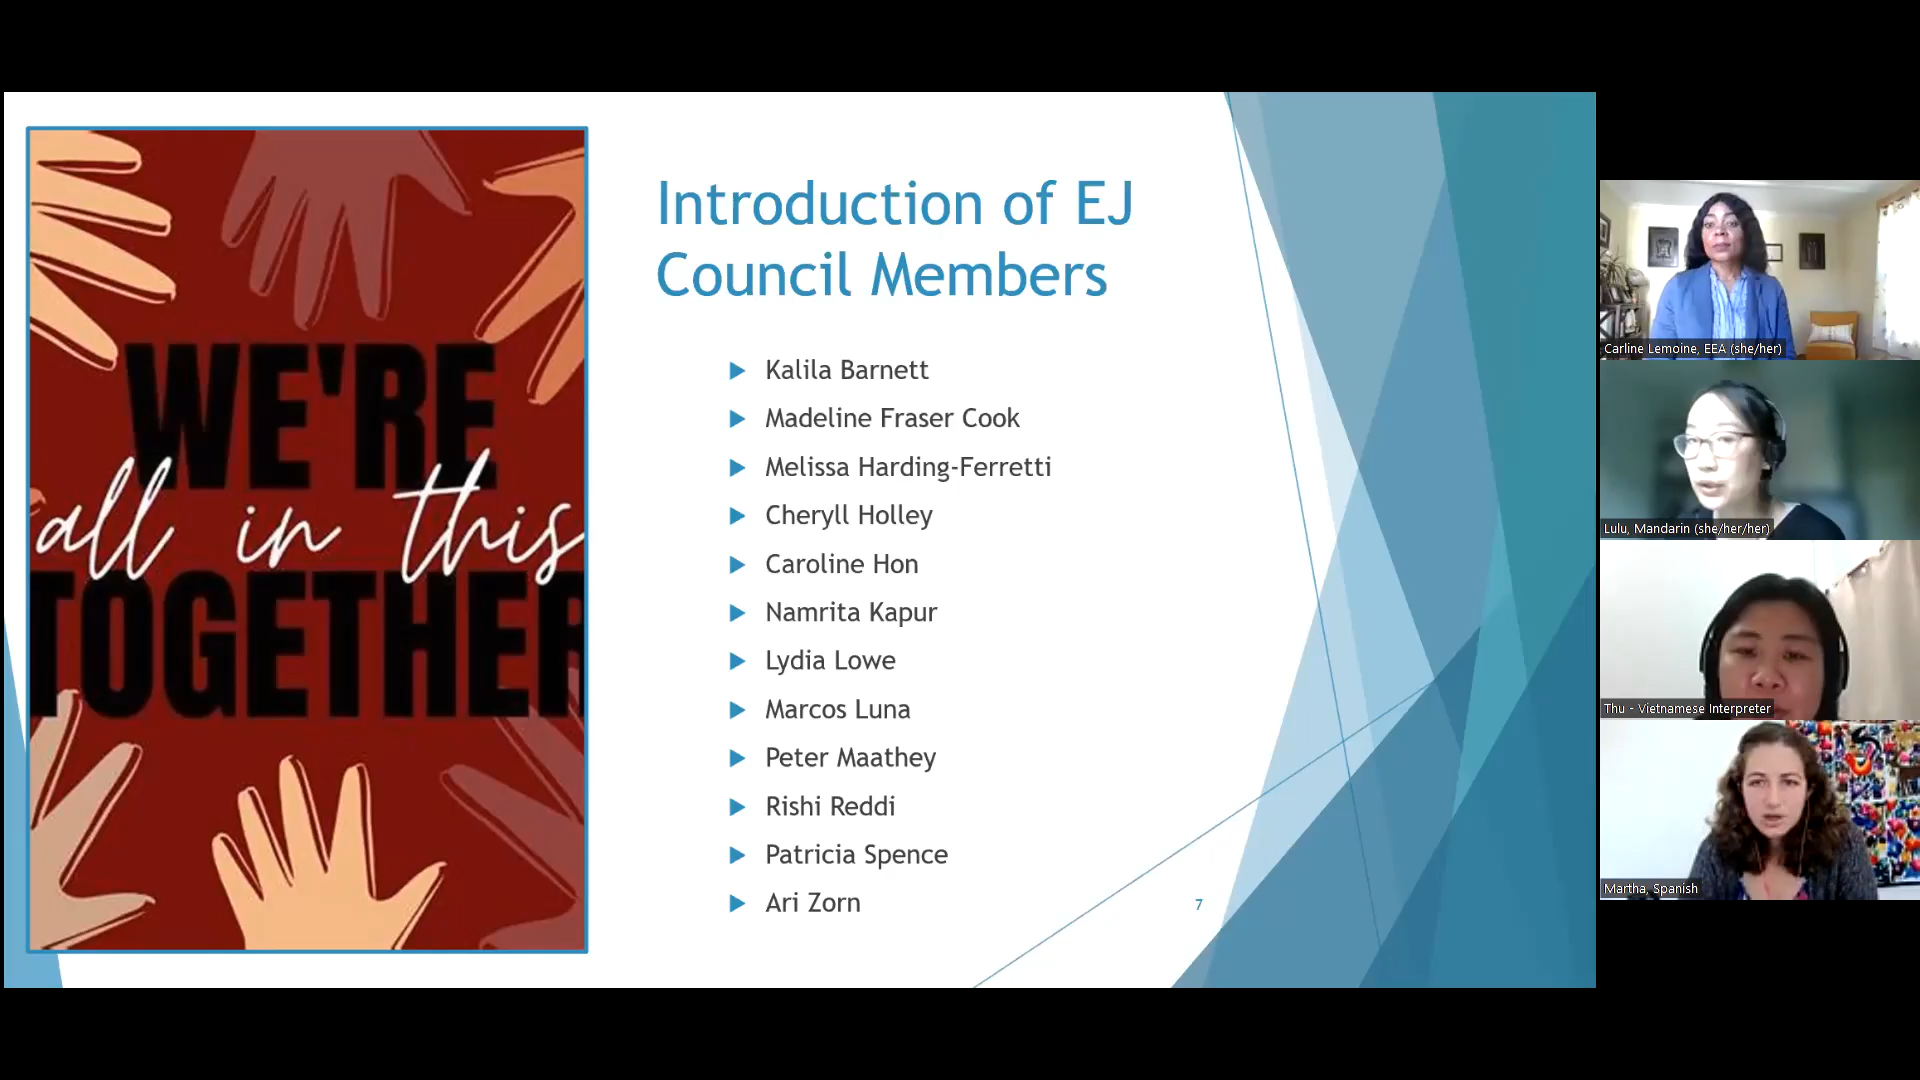 WE'RE
all in this
TOGETHER
Introduction of EJ
Council Members
Kalila Barnett
Madeline Fraser Cook
Melissa Harding-Ferretti
Cheryll Holley
Caroline Hon
Namrita Kapur
Lydia Lowe
Marcos Luna
Peter Maathey
Rishi Reddi
Patricia Spence
Ari Zorn
7
Carline Lemoine, EEA (she/her)
Lulu, Mandarin (she/her/her)
Thu - Vietnamese Interpreter
Martha, Spanish